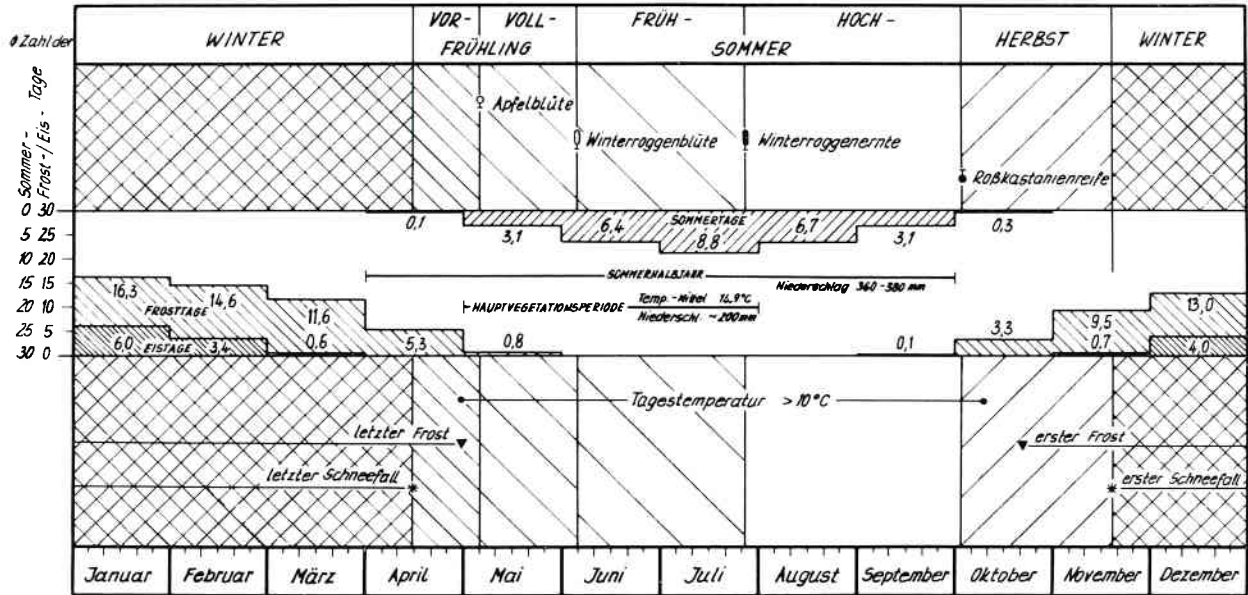 ø Zahl der
Sommer -
Frost-/Eis - Tage
WINTER
VOR-
FRÜHLING
VOLL-
FRÜH -
SOMMER
HOCH -
HERBST
WINTER
Apfelblüte
Winterroggenblüte
Winterroggenernte
Roßkastanienreife
0 30
5 25
10 20
15 15
20 10
25 5
30 0
0,1
3,1
6,4
SOMMERTAGE
8,8
6,7
3,1
0,3
SOMMERHALBJAHR
Niederschlag 360-380 mm
HAUPTVEGETATIONSPERIODE
Temp.-Mittel 14,9°C
Niederschl. ~200mm
16,3
14,6
11,6
5,3
0,8
0,1
3,3
9,5
13,0
FROSTTAGE
6,0
EISTAGE
3,4
0,6
0,7
4,0
Tagestemperatur >10°C
letzter Frost
erster Frost
letzter Schneefall
erster Schneefall
Januar
Februar
März
April
Mai
Juni
Juli
August
September
Oktober
November
Dezember